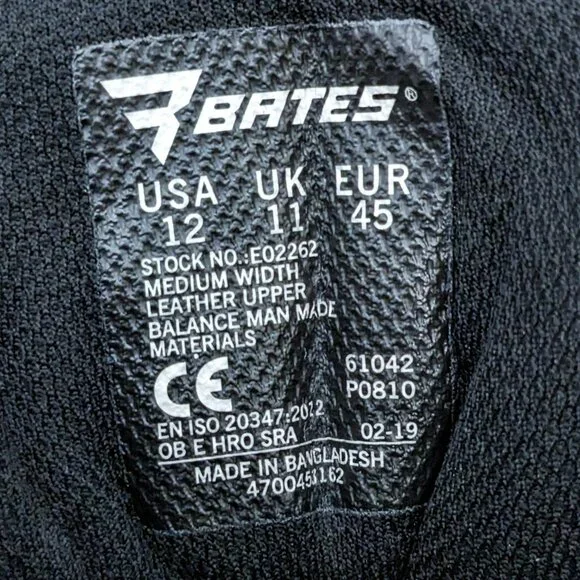 BATES®
USA UK EUR
12 11 45
STOCK NO.:E02262
MEDIUM WIDTH
LEATHER UPPER
BALANCE MAN MADE
MATERIALS
CE
61042
P0810
EN ISO 20347:2012
OB E HRO SRA
02-19
MADE IN BANGLADESH